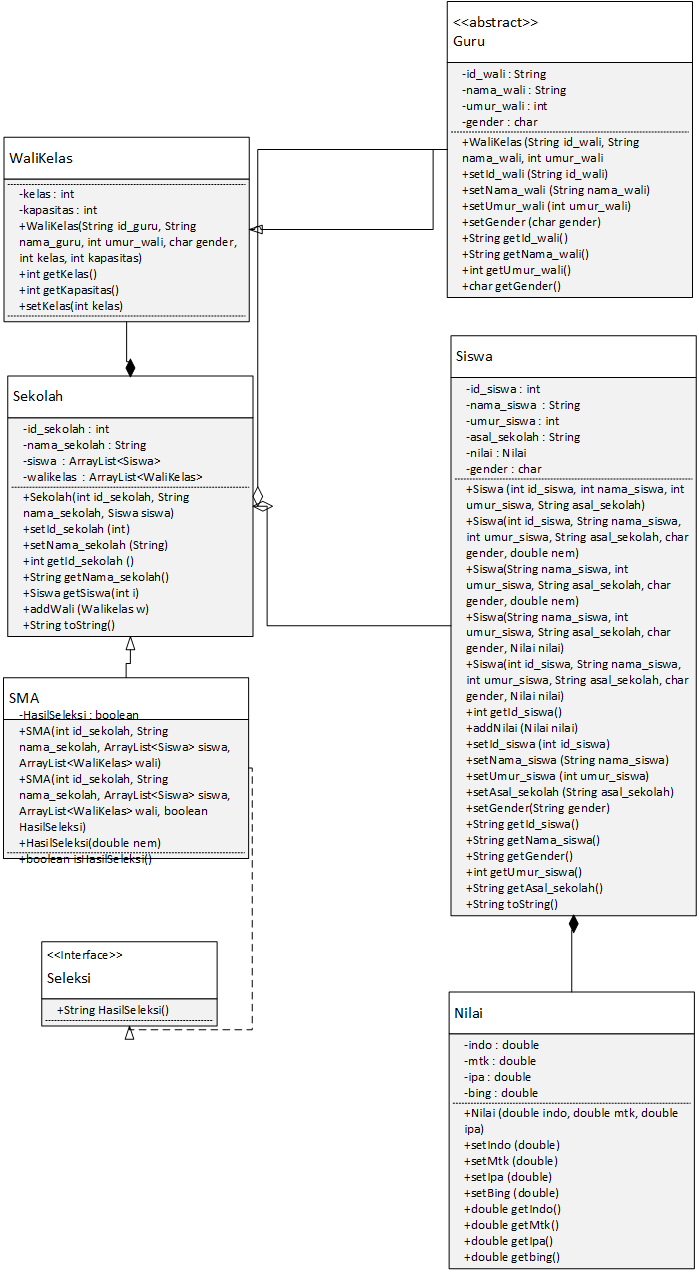 <<abstract>>
Guru
-id_wali : String
-nama_wali : String
-umur_wali : int
-gender : char
+WaliKelas (String id_wali, String
nama_wali, int umur_wali
+setId_wali (String id_wali)
+setNama_wali (String nama_wali)
+setUmur_wali (int umur_wali)
+setGender (char gender)
+String getId_wali()
+String getNama_wali()
+int getUmur_wali()
+char getGender()
WaliKelas
-kelas : int
-kapasitas : int
+WaliKelas(String id_guru, String
nama_guru, int umur_wali, char gender,
int kelas, int kapasitas)
+int getKelas()
+int getKapasitas()
+setKelas(int kelas)
Sekolah
-id_sekolah : int
-nama_sekolah : String
-siswa : ArrayList<Siswa>
-walikelas : ArrayList<WaliKelas>
+Sekolah(int id_sekolah, String
nama_sekolah, Siswa siswa)
+setId_sekolah (int)
+setNama_sekolah (String)
+int getId_sekolah ()
+String getNama_sekolah()
+Siswa getSiswa(int i)
+addWali (Walikelas w)
+String toString()
Siswa
-id_siswa : int
-nama_siswa : String
-umur_siswa : int
-asal_sekolah : String
-nilai : Nilai
-gender : char
+Siswa (int id_siswa, int nama_siswa, int
umur_siswa, String asal_sekolah)
+Siswa(int id_siswa, String nama_siswa,
int umur_siswa, String asal_sekolah, char
gender, double nem)
+Siswa(String nama_siswa, int
umur_siswa, String asal_sekolah, char
gender, double nem)
+Siswa(String nama_siswa, int
umur_siswa, String asal_sekolah, char
gender, Nilai nilai)
+Siswa(int id_siswa, String nama_siswa,
int umur_siswa, String asal_sekolah, char
gender, Nilai nilai)
+int getId_siswa()
+addNilai (Nilai nilai)
+setId_siswa (int id_siswa)
+setNama_siswa (String nama_siswa)
+setUmur_siswa (int umur_siswa)
+setAsal_sekolah (String asal_sekolah)
+setGender(String gender)
+String getId_siswa()
+String getNama_siswa()
+String getGender()
+int getUmur_siswa()
+String getAsal_sekolah()
+String toString()
SMA
-HasilSeleksi : boolean
+SMA(int id_sekolah, String
nama_sekolah, ArrayList<Siswa> siswa,
ArrayList<WaliKelas> wali)
+SMA(int id_sekolah, String
nama_sekolah, ArrayList<Siswa> siswa,
ArrayList<WaliKelas> wali, boolean
HasilSeleksi)
+HasilSeleksi(double nem)
+boolean isHasilSeleksi()
<<Interface>>
Seleksi
+String HasilSeleksi()
Nilai
-indo : double
-mtk : double
-ipa : double
-bing : double
+Nilai (double indo, double mtk, double
ipa)
+setIndo (double)
+setMtk (double)
+setIpa (double)
+setBing (double)
+double getIndo()
+double getMtk()
+double getIpa()
+double getbing()